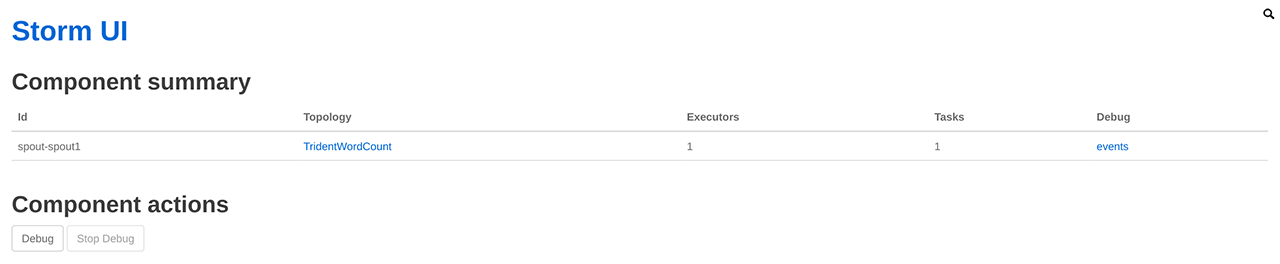 Storm UI
Component summary
Id Topology Executors Tasks Debug
spout-spout1 TridentWordCount 1 1 events
Component actions
Debug Stop Debug